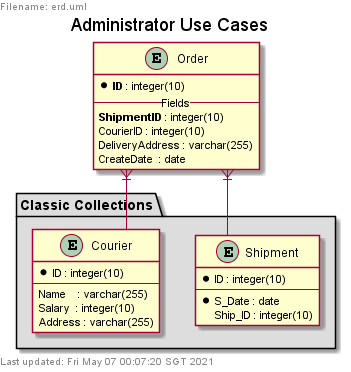 Filename: erd.uml
Administrator Use Cases
E Order
ID : integer(10)
Fields
ShipmentID : integer(10)
CourierID : integer(10)
DeliveryAddress : varchar(255)
CreateDate : date
Classic Collections
E Courier
ID : integer(10)
Name : varchar(255)
Salary : integer(10)
Address : varchar(255)
E Shipment
ID : integer(10)
S_Date : date
Ship_ID : integer(10)
Last updated: Fri May 07 00:07:20 SGT 2021